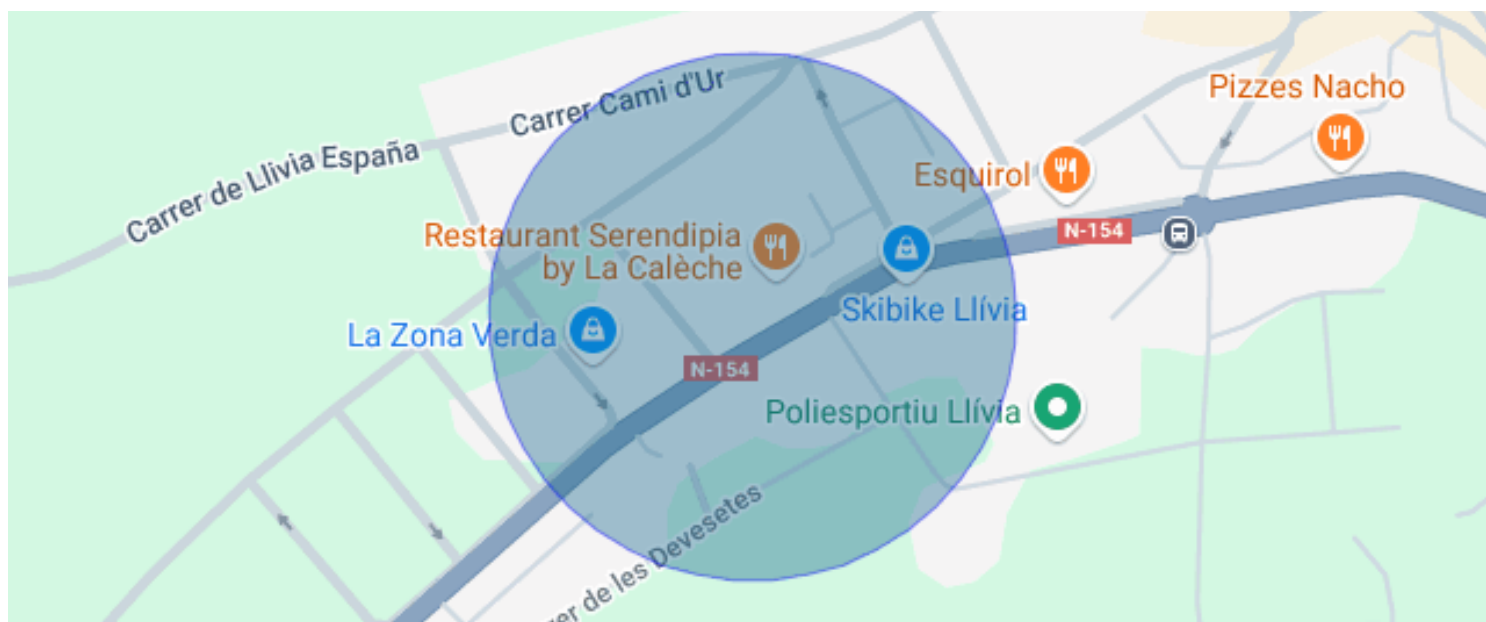 Pizzes Nacho
Carrer Cami d'Ur
Carrer de Llivia España
Esquirol
Restaurant Serendipia
by La Calèche
N-154
Skibike Llívia
La Zona Verda
N-154
Poliesportiu Llívia
er de les Devesetes